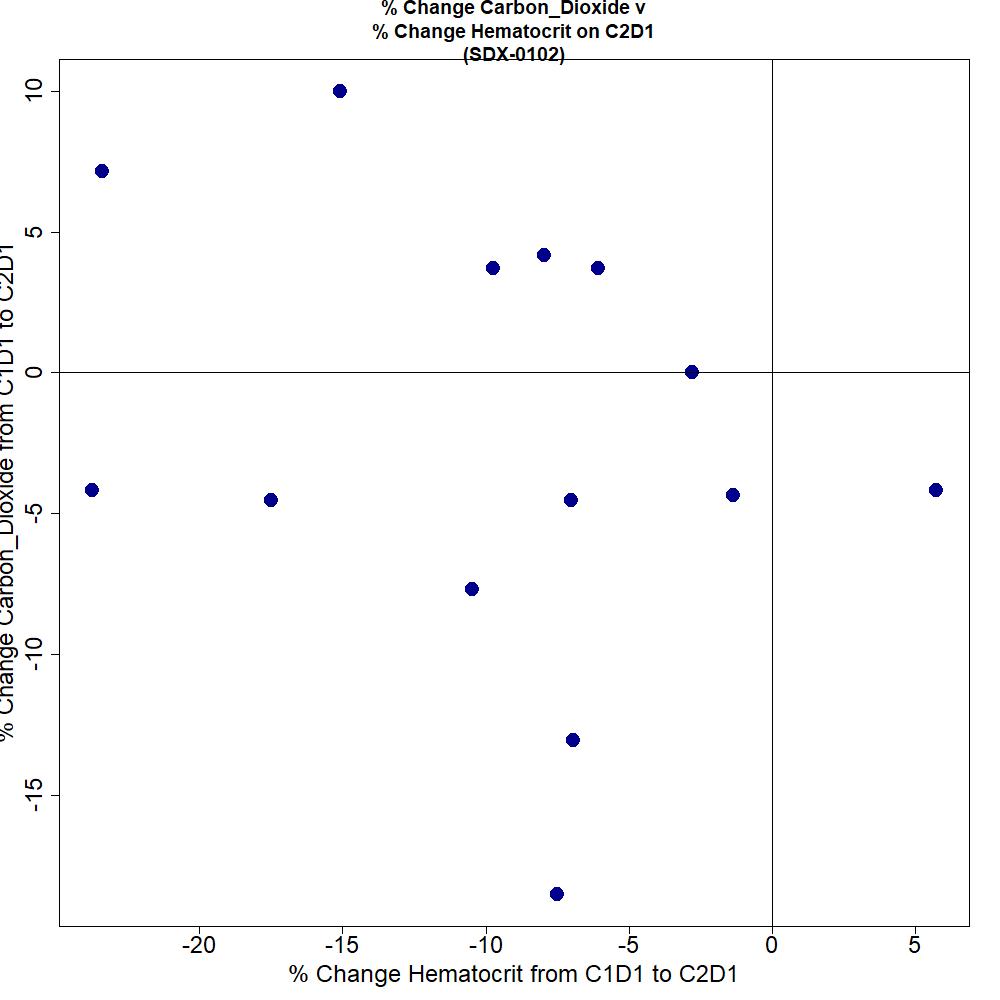 % Change Carbon_Dioxide v
% Change Hematocrit on C2D1
(SDX-0102)
% Change Carbon_Dioxide from C1D1 to C2D1
10
5
0
-5
-10
-15
-20
-15
-10
-5
0
5
% Change Hematocrit from C1D1 to C2D1